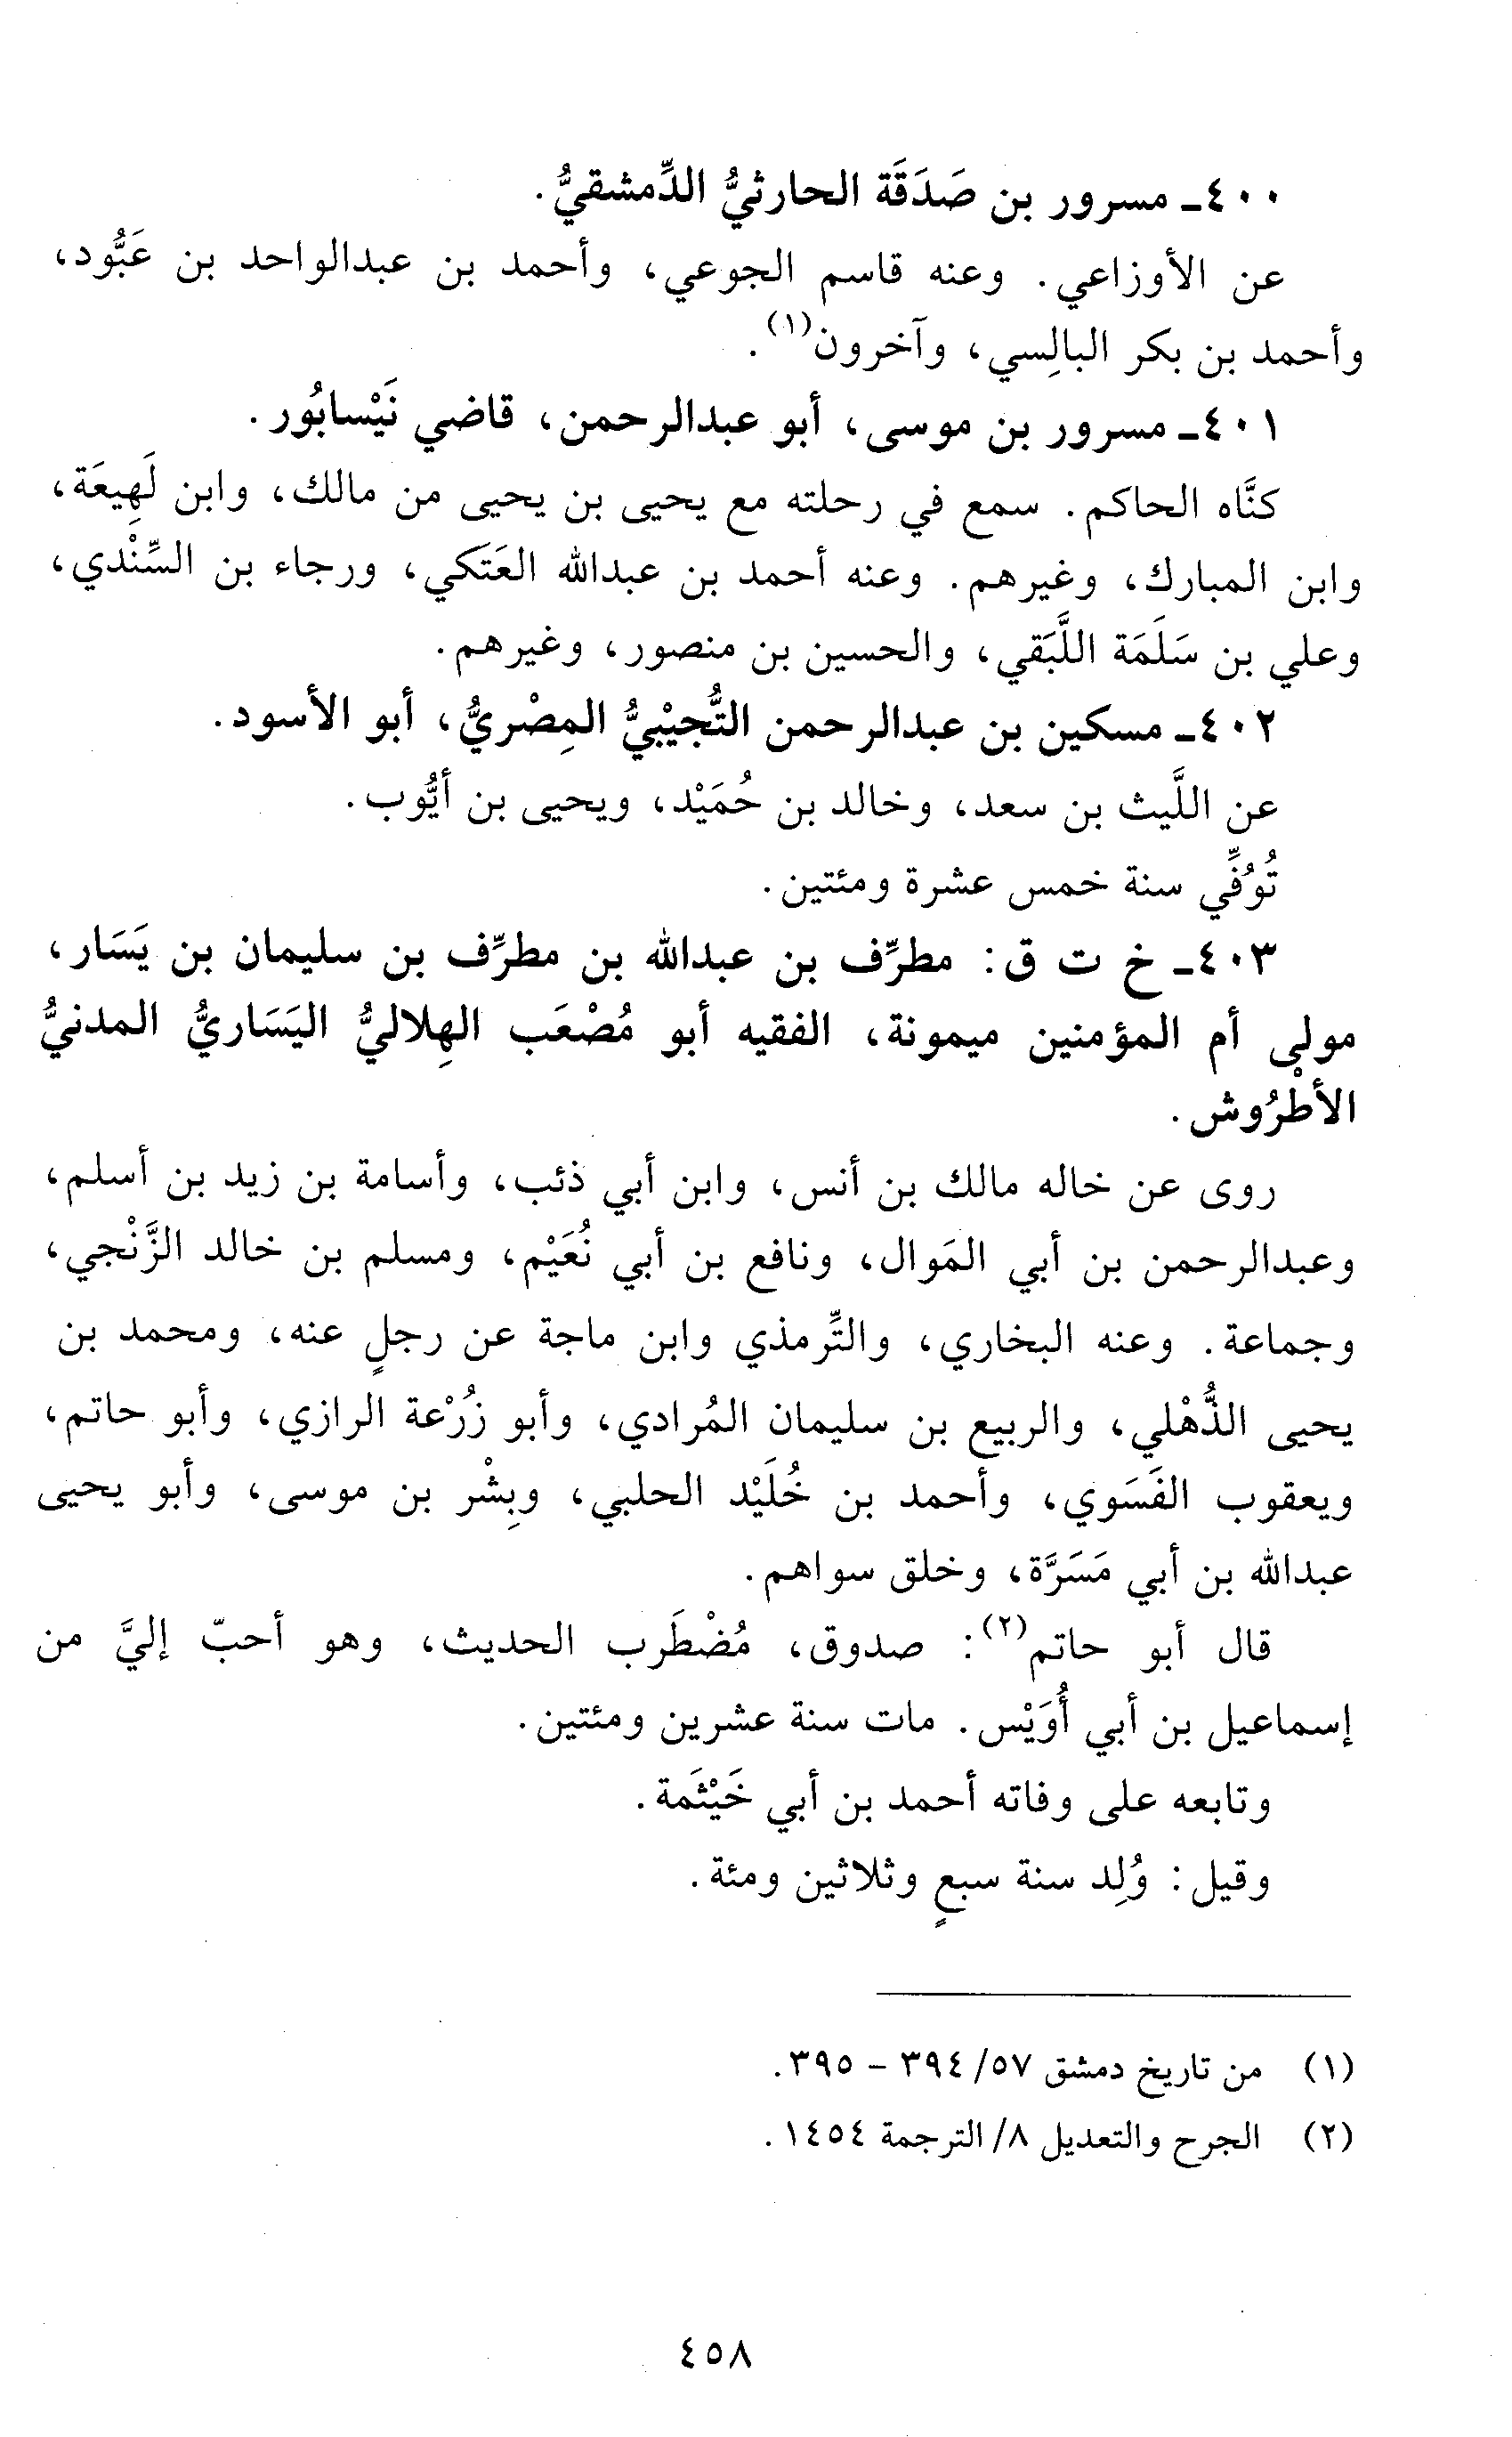 ٤٠٠ـ مسرور بن صَدَقَة الحارثيُّ الدِّمشقيُّ.
عن الأوزاعي. وعنه قاسم الجوعي، وأحمد بن عبدالواحد بن عَبُّود،
وأحمد بن بكر البالِسي، وآخرون(١).
٤٠١ـ مسرور بن موسى، أبو عبدالرحمن، قاضي نَيْسابُور.
كنَّاه الحاكم. سمع في رحلته مع يحيى بن يحيى من مالك، وابن لَهِيعَة،
وابن المبارك، وغيرهم. وعنه أحمد بن عبدالله العَتَكي، ورجاء بن السِّنْدي،
وعلي بن سَلَمَة اللَّبَقي، والحسين بن منصور، وغيرهم.
٤٠٢ـ مسكين بن عبدالرحمن التُّجيْبيُّ المِصْريُّ، أبو الأسود.
عن اللَّيث بن سعد، وخالد بن حُمَيْد، ويحيى بن أيُّوب.
تُوُفِّي سنة خمس عشرة ومئتين.
٤٠٣ـ خ ت ق: مطرِّف بن عبدالله بن مطرِّف بن سليمان بن يَسَار،
مولى أم المؤمنين ميمونة، الفقيه أبو مُصْعَب الهِلاليُّ اليَسَاريُّ المدنيُّ
الأطْرُوش.
روى عن خاله مالك بن أنس، وابن أبي ذئب، وأسامة بن زيد بن أسلم،
وعبدالرحمن بن أبي المَوال، ونافع بن أبي نُعَيْم، ومسلم بن خالد الزَّنْجي،
وجماعة. وعنه البخاري، والتِّرمذي وابن ماجة عن رجلٍ عنه، ومحمد بن
يحيى الذُّهْلي، والربيع بن سليمان المُرادي، وأبو زُرْعة الرازي، وأبو حاتم،
ويعقوب الفَسَوي، وأحمد بن خُلَيْد الحلبي، وبِشْر بن موسى، وأبو يحيى
عبدالله بن أبي مَسَرَّة، وخلق سواهم.
قال أبو حاتم(٢): صدوق، مُضْطَرب الحديث، وهو أحبّ إليَّ من
إسماعيل بن أبي أُوَيْس. مات سنة عشرين ومئتين.
وتابعه على وفاته أحمد بن أبي خَيْثَمة.
وقيل: وُلِد سنة سبعٍ وثلاثين ومئة.
(١) من تاريخ دمشق ٥٧/ ٣٩٤ - ٣٩٥.
(٢) الجرح والتعديل ٨/ الترجمة ١٤٥٤.
٤٥٨